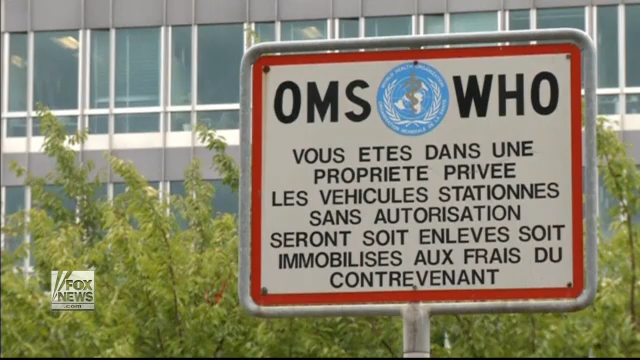 OMS WHO
VOUS ETES DANS UNE
PROPRIETE PRIVEE
LES VEHICULES STATIONNES
SANS AUTORISATION
SERONT SOIT ENLEVES SOIT
IMMOBILISES AUX FRAIS DU
CONTREVENANT
FOX
NEWS
.com